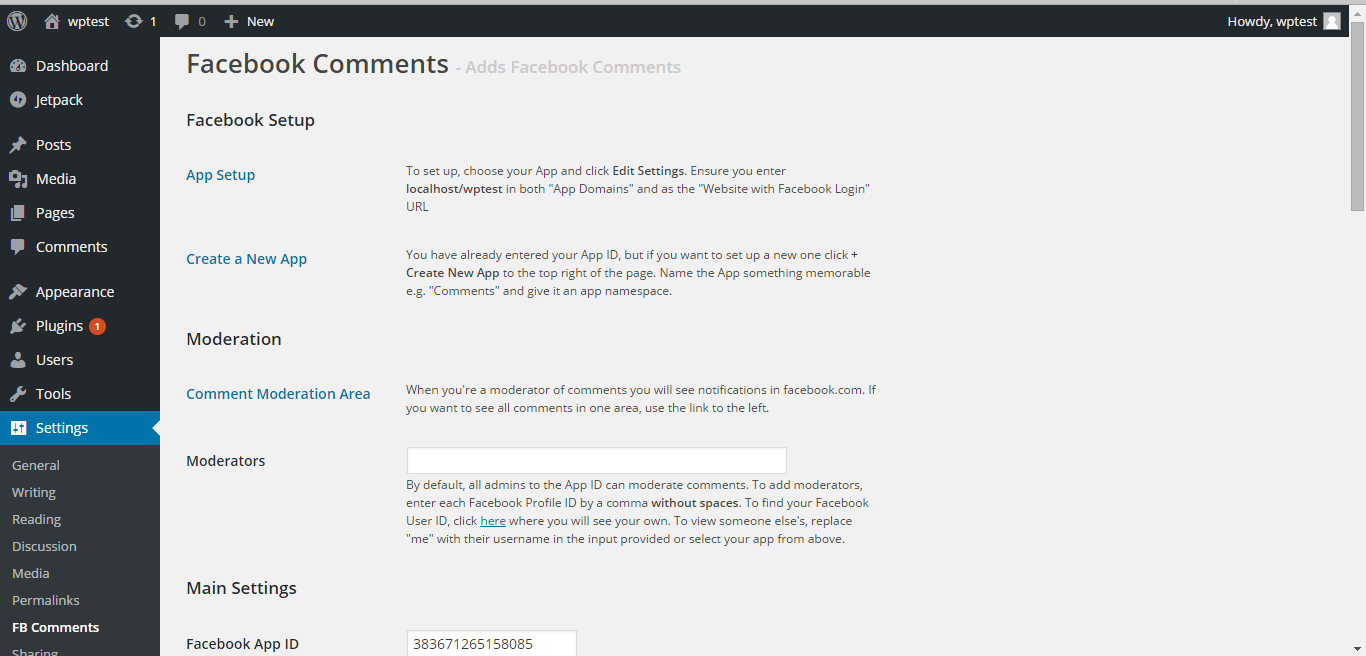 wptest 1 0 New Howdy, wptest
Dashboard
Jetpack
Posts
Media
Pages
Comments
Appearance
Plugins 1
Users
Tools
Settings
General
Writing
Reading
Discussion
Media
Permalinks
FB Comments
Sharing
Facebook Comments - Adds Facebook Comments
Facebook Setup
App Setup
To set up, choose your App and click Edit Settings. Ensure you enter
localhost/wptest in both "App Domains" and as the "Website with Facebook Login"
URL
Create a New App
You have already entered your App ID, but if you want to set up a new one click +
Create New App to the top right of the page. Name the App something memorable
e.g. "Comments" and give it an app namespace.
Moderation
Comment Moderation Area
When you're a moderator of comments you will see notifications in facebook.com. If
you want to see all comments in one area, use the link to the left.
Moderators
By default, all admins to the App ID can moderate comments. To add moderators,
enter each Facebook Profile ID by a comma without spaces. To find your Facebook
User ID, click here where you will see your own. To view someone else's, replace
"me" with their username in the input provided or select your app from above.
Main Settings
Facebook App ID
383671265158085